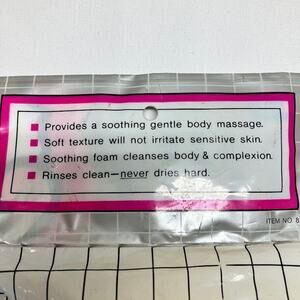 Provides a soothing gentle body massage.
Soft texture will not irritate sensitive skin.
Soothing foam cleanses body & complexion.
Rinses clean—never dries hard.
ITEM NO. 8